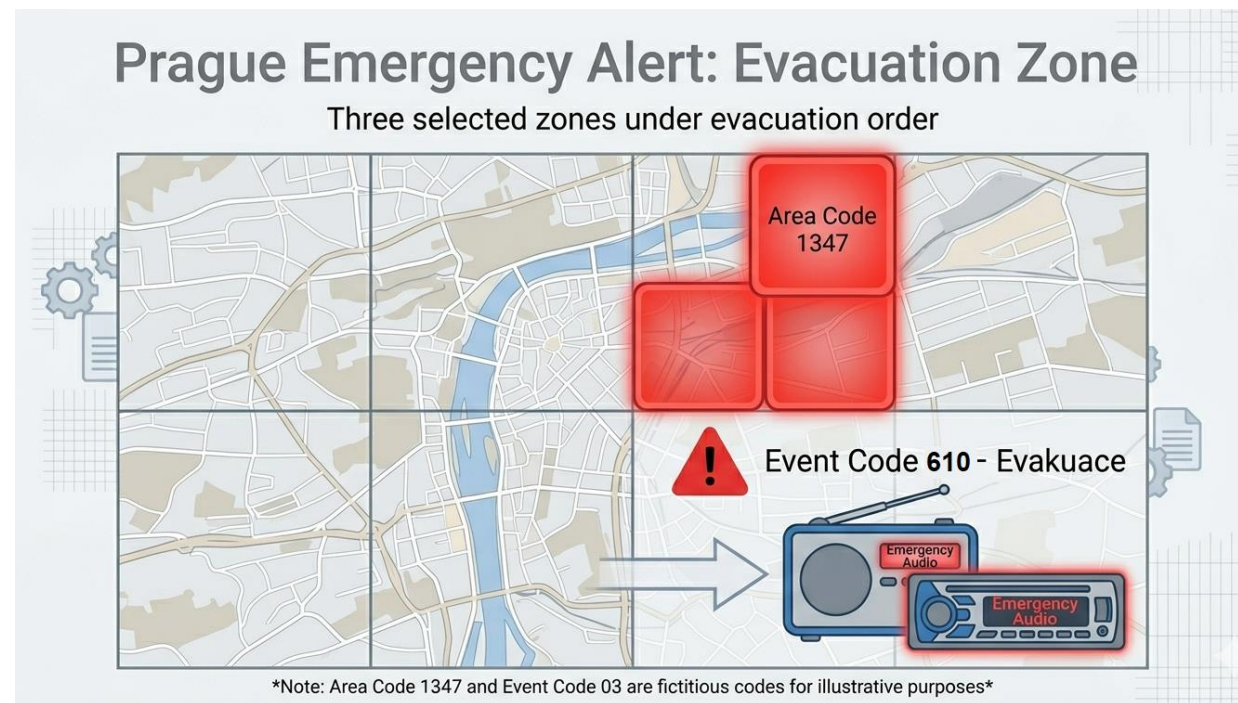 Prague Emergency Alert: Evacuation Zone
Three selected zones under evacuation order
Area Code
1347
Event Code 610 - Evakuace
Emergency
Audio
Emergency
Audio
*Note: Area Code 1347 and Event Code 03 are fictitious codes for illustrative purposes*